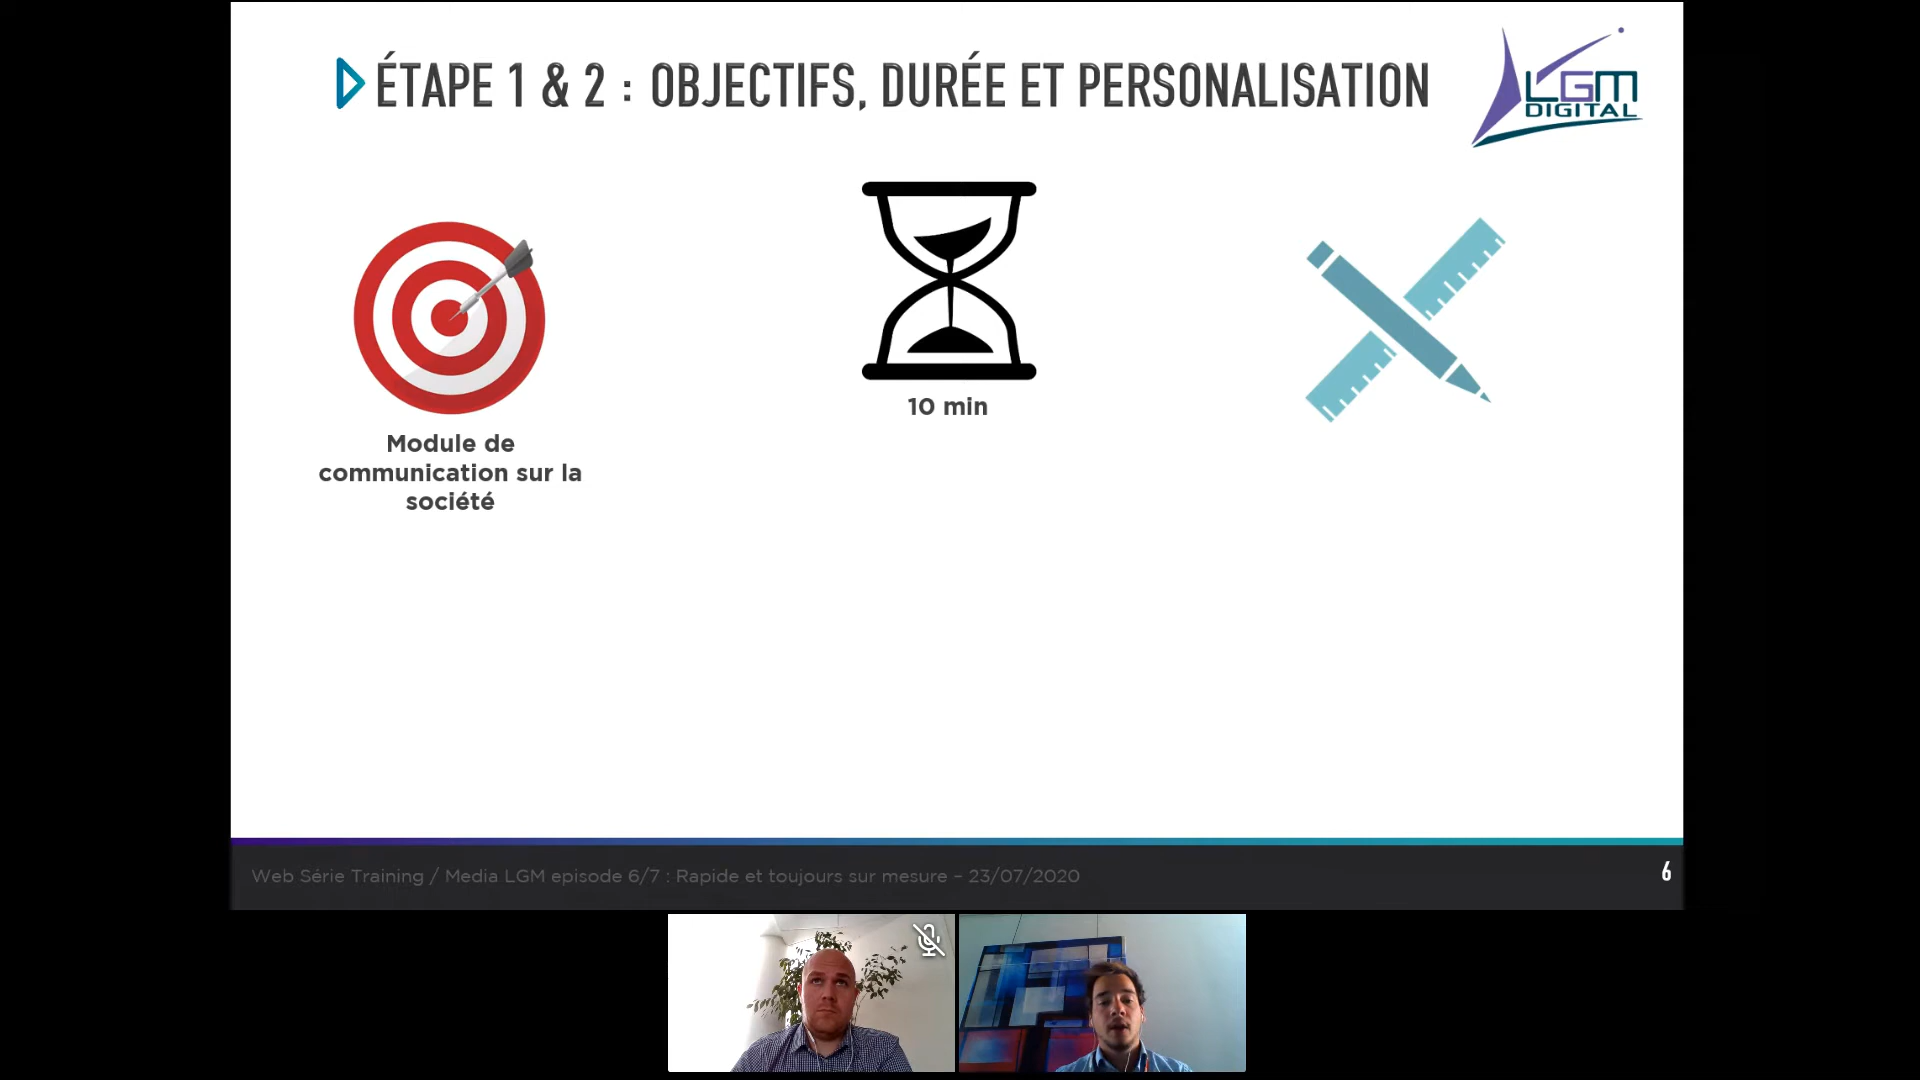 ÉTAPE 1 & 2 : OBJECTIFS, DURÉE ET PERSONALISATION
LGM
DIGITAL
10 min
Module de
communication sur la
société
Web Série Training / Media LGM episode 6/7 : Rapide et toujours sur mesure – 23/07/2020
6